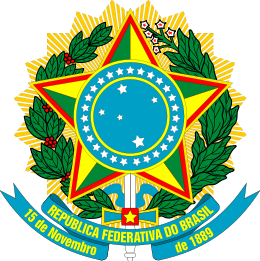 REPÚBLICA FEDERATIVA DO BRASIL
15 de Novembro
de 1889